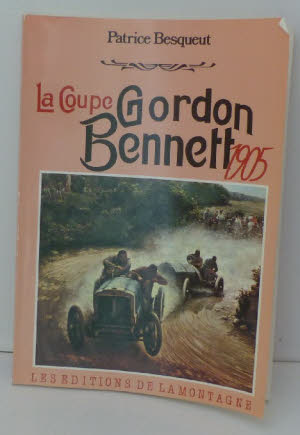 Patrice Besqueut
La Coupe Gordon
Bennett 1905
LES EDITIONS DE LA MONTAGNE